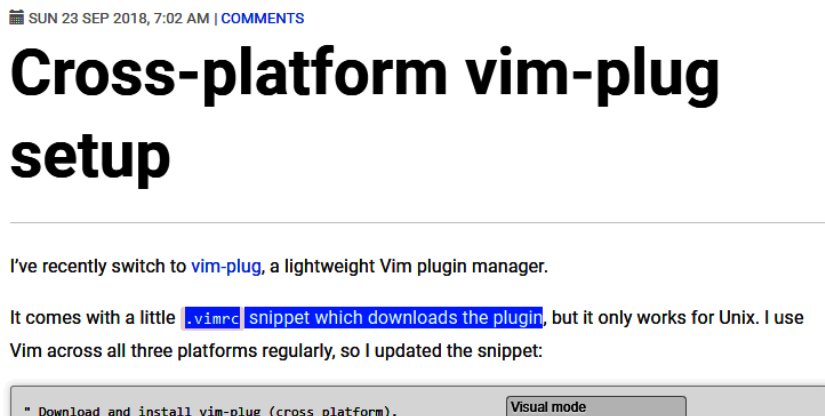 SUN 23 SEP 2018, 7:02 AM | COMMENTS
Cross-platform vim-plug
setup
I've recently switch to vim-plug, a lightweight Vim plugin manager.
It comes with a little .vimrc snippet which downloads the plugin, but it only works for Unix. I use
Vim across all three platforms regularly, so I updated the snippet:
" Download and install vim-plug (cross platform).
Visual mode